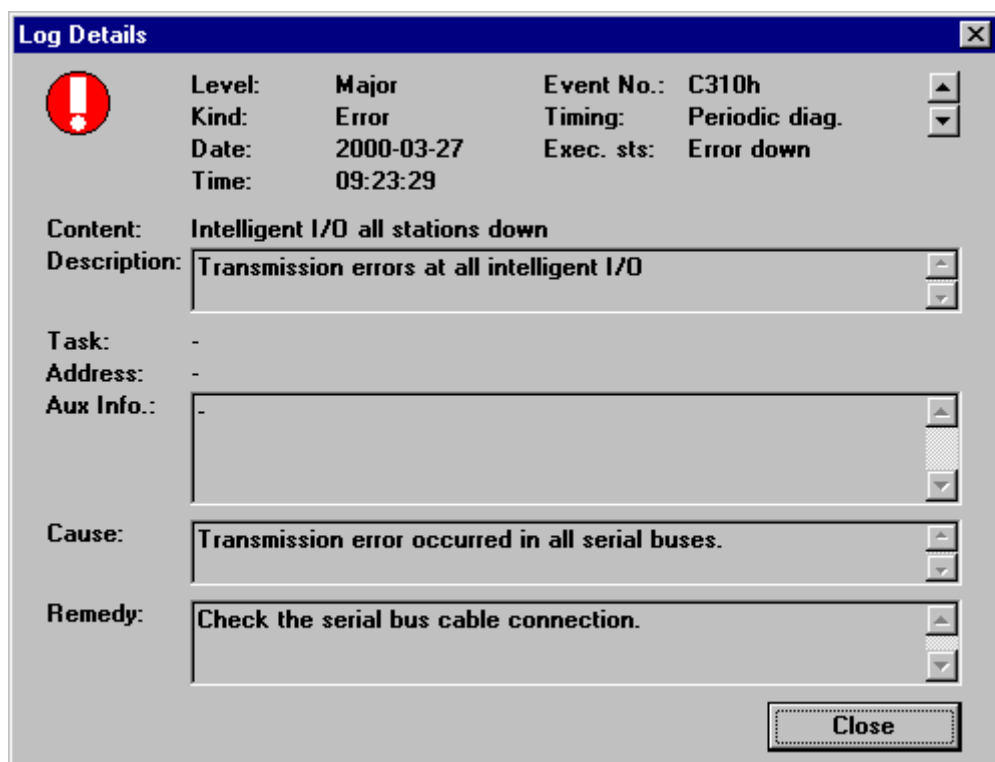 Log Details
Level: Major Event No.: C310h
Kind: Error Timing: Periodic diag.
Date: 2000-03-27 Exec. sts: Error down
Time: 09:23:29
Content: Intelligent I/O all stations down
Description: Transmission errors at all intelligent I/O
Task: -
Address: -
Aux Info.: -
Cause: Transmission error occurred in all serial buses.
Remedy: Check the serial bus cable connection.
Close